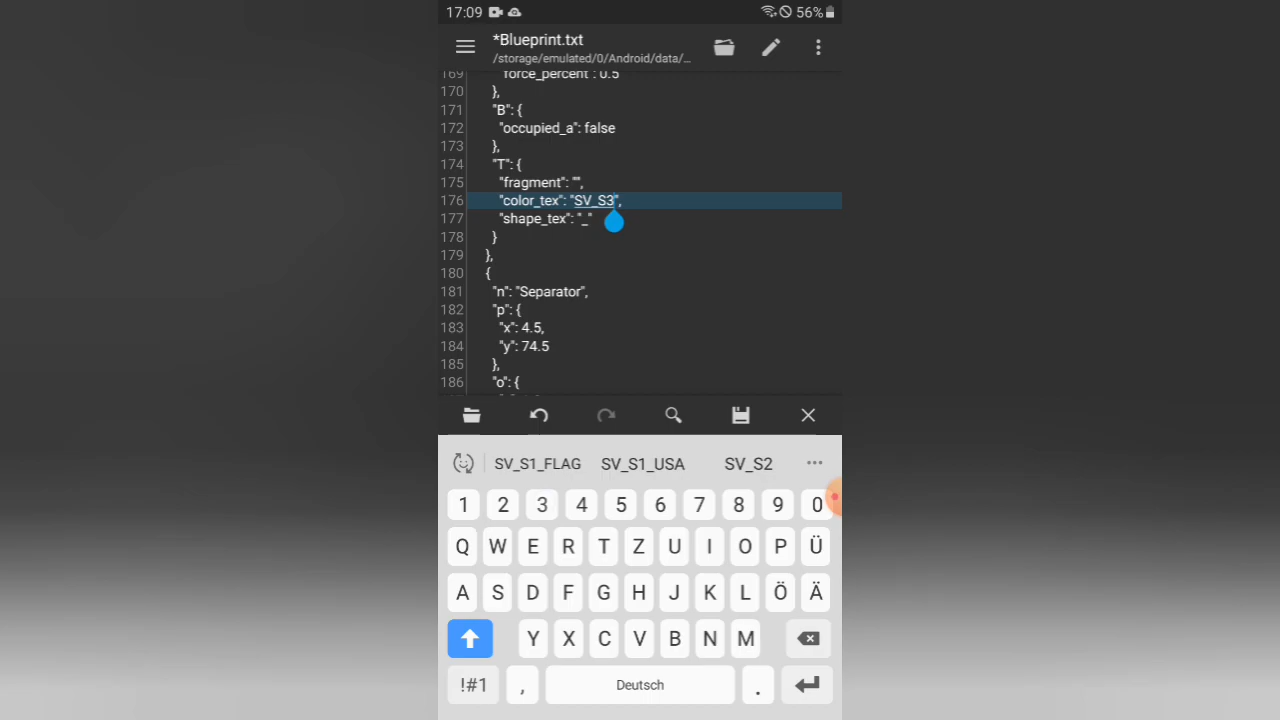 17:09 56%
*Blueprint.txt
/storage/emulated/0/Android/data/…
169 "force_percent": 0.5
170 },
171 "B": {
172 "occupied_a": false
173 },
174 "T": {
175 "fragment": "",
176 "color_tex": "SV_S3",
177 "shape_tex": "_"
178 }
179 },
180 {
181 "n": "Separator",
182 "p": {
183 "x": 4.5,
184 "y": 74.5
185 },
186 "o": {
SV_S1_FLAG SV_S1_USA SV_S2 ...
1 2 3 4 5 6 7 8 9 0
Q W E R T Z U I O P Ü
A S D F G H J K L Ö Ä
Y X C V B N M
!#1 , Deutsch .